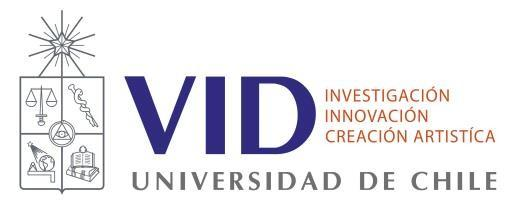 VID
INVESTIGACIÓN
INNOVACIÓN
CREACIÓN ARTISTÍCA
UNIVERSIDAD DE CHILE